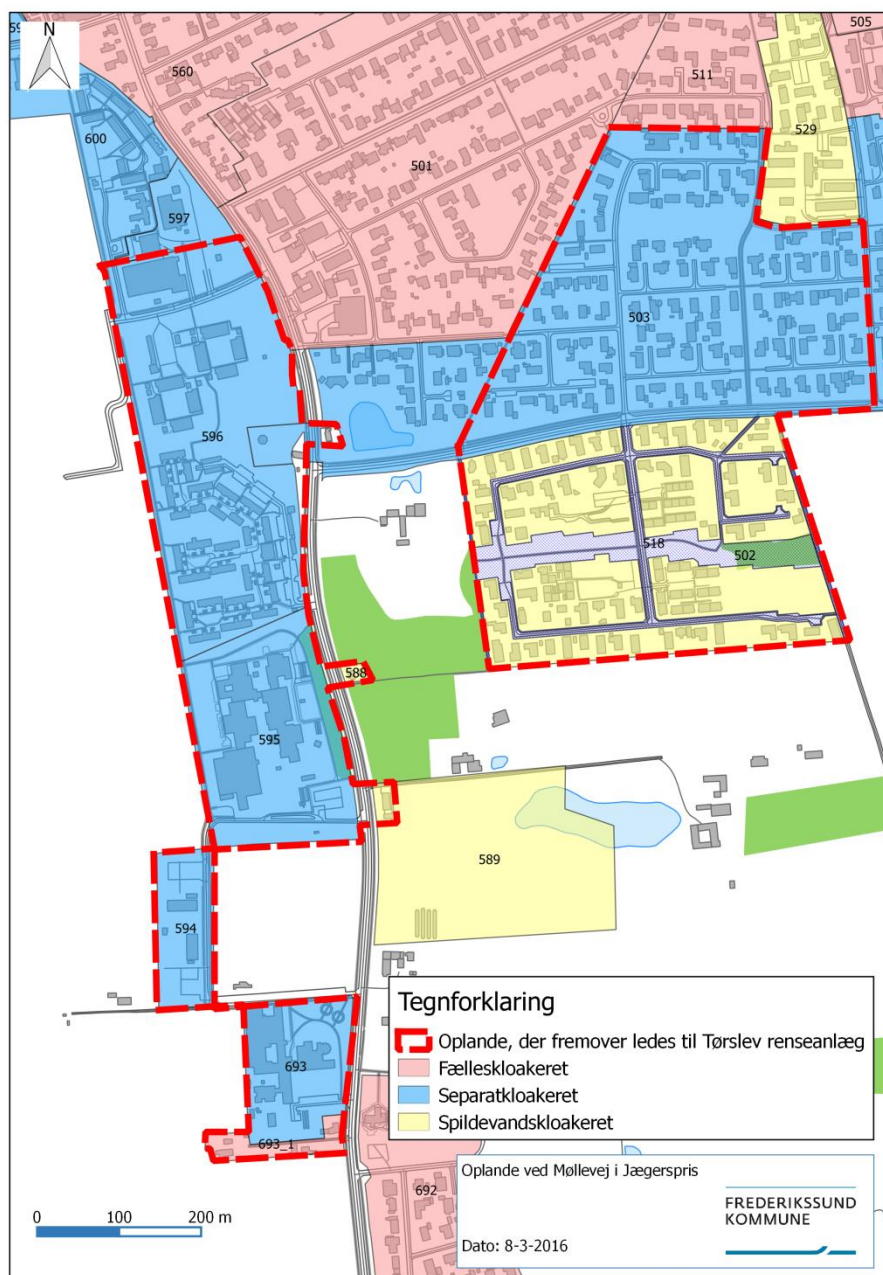 N
59
505
560
511
600
529
501
597
503
596
518
502
588
595
589
594
693
693_1
692
Tegnforklaring
Oplande, der fremover ledes til Tørslev renseanlæg
Fælleskloakeret
Separatkloakeret
Spildevandskloakeret
Oplande ved Møllevej i Jægerspris
Dato: 8-3-2016
FREDERIKSSUND
KOMMUNE
0 100 200 m